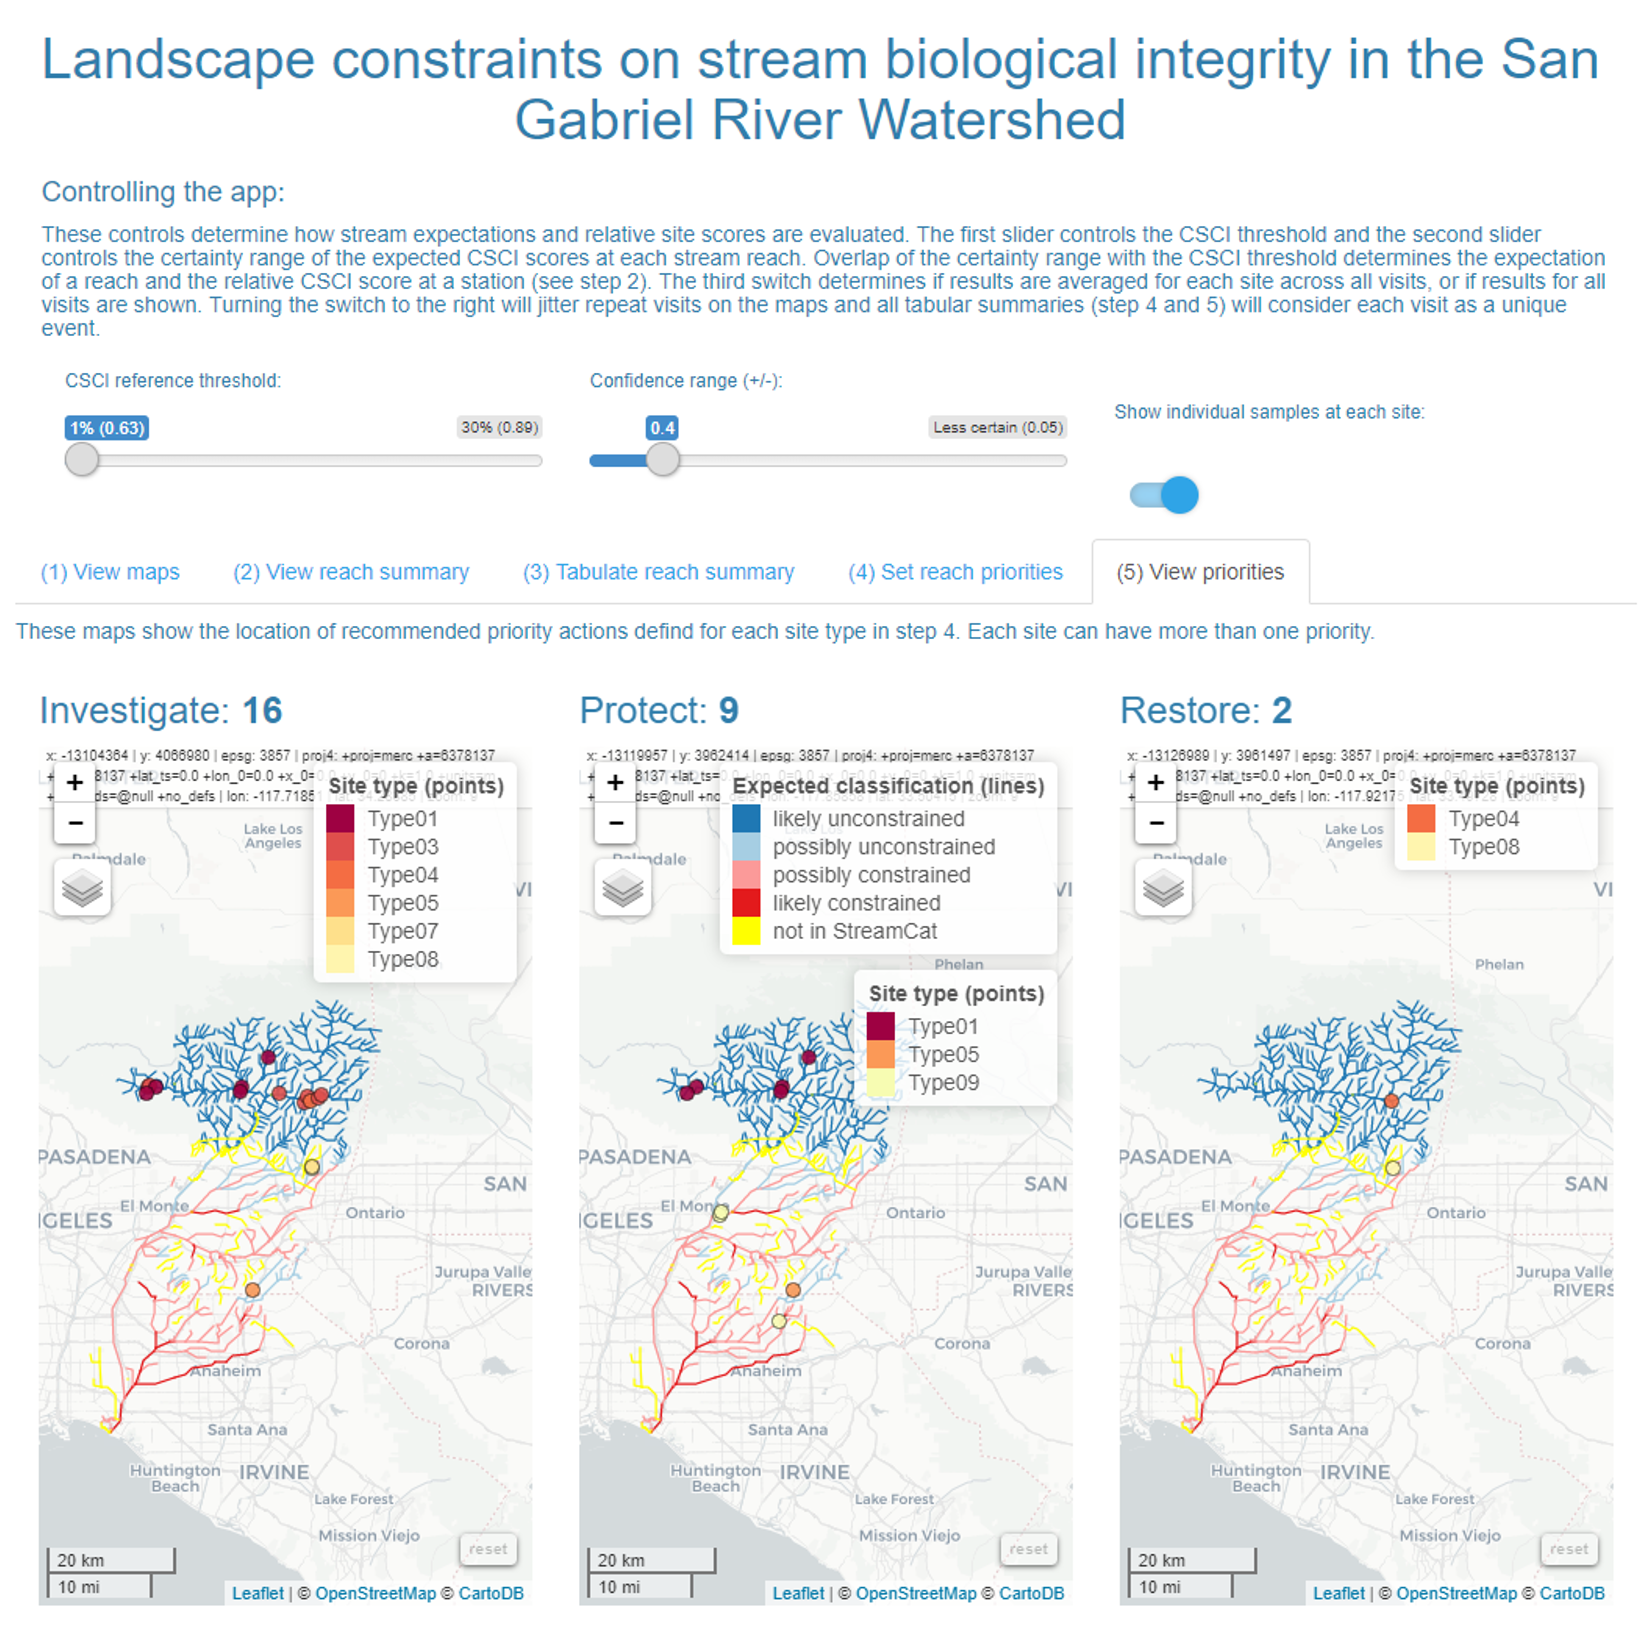 Landscape constraints on stream biological integrity in the San
Gabriel River Watershed
Controlling the app:
These controls determine how stream expectations and relative site scores are evaluated. The first slider controls the CSCI threshold and the second slider
controls the certainty range of the expected CSCI scores at each stream reach. Overlap of the certainty range with the CSCI threshold determines the expectation
of a reach and the relative CSCI score at a station (see step 2). The third switch determines if results are averaged for each site across all visits, or if results for all
visits are shown. Turning the switch to the right will jitter repeat visits on the maps and all tabular summaries (step 4 and 5) will consider each visit as a unique
event.
CSCI reference threshold:
1% (0.63)
30% (0.89)
Confidence range (+/-):
0.4
Less certain (0.05)
Show individual samples at each site:
(1) View maps
(2) View reach summary
(3) Tabulate reach summary
(4) Set reach priorities
(5) View priorities
These maps show the location of recommended priority actions defind for each site type in step 4. Each site can have more than one priority.
Investigate: 16
x: -13104364 | y: 4066980 | epsg: 3857 | proj4: +proj=merc +a=6378137
8137 +lat_ts=0.0 +lon_0=0.0 +x_0=
ds=@null +no_defs | lon: -117.7185
+
−
Site type (points)
Type01
Type03
Type04
Type05
Type07
Type08
Lake Los
Angeles
Palmdale
VI
PASADENA
SAN
El Monte
GELES
Ontario
Jurupa Valle
RIVERS
Corona
Anaheim
Santa Ana
Huntington
Beach
IRVINE
Lake Forest
Mission Viejo
reset
20 km
10 mi
Leaflet | © OpenStreetMap © CartoDB
Protect: 9
x: -13119957 | y: 3962414 | epsg: 3857 | proj4: +proj=merc +a=6378137
8137 +lat_ts=0
ds=@null +no
+
−
Expected classification (lines)
likely unconstrained
possibly unconstrained
possibly constrained
likely constrained
not in StreamCat
Palmdale
VI
Phelan
Site type (points)
Type01
Type05
Type09
PASADENA
SAN
El Mon
GELES
Ontario
Jurupa Valle
RIVERS
Corona
Anaheim
Santa Ana
Huntington
Beach
IRVINE
Lake Forest
Mission Viejo
reset
20 km
10 mi
Leaflet | © OpenStreetMap © CartoDB
Restore: 2
x: -13126989 | y: 3961497 | epsg: 3857 | proj4: +proj=merc +a=6378137
8137 +lat_ts=0.0 +lon_0=0.0 +x_0=
ds=@null +no_defs | lon: -117.9217
+
−
Site type (points)
Type04
Type08
Lake Los
Angeles
Palmdale
VI
Phelan
PASADENA
SAN
El Monte
GELES
Ontario
Jurupa Valle
RIVERS
Corona
Anaheim
Santa Ana
Huntington
Beach
IRVINE
Lake Forest
Mission Viejo
reset
20 km
10 mi
Leaflet | © OpenStreetMap © CartoDB